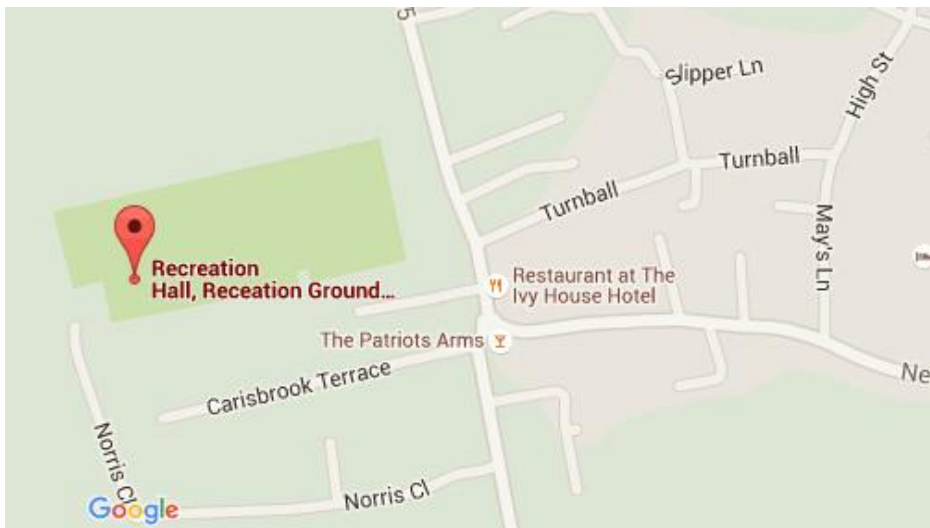 5
Slipper Ln
High St
Turnball
Turnball
May's Ln
Recreation
Hall, Receation Ground...
Restaurant at The
Ivy House Hotel
The Patriots Arms
Carisbrook Terrace
Ne
Norris Cl
Norris Cl
Google